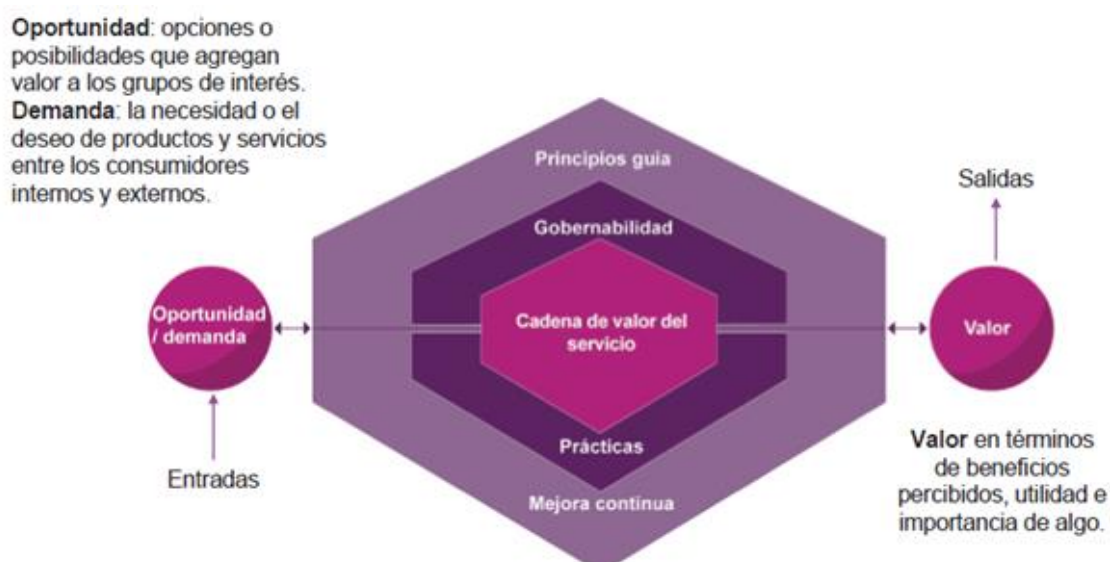 Oportunidad: opciones o
posibilidades que agregan
valor a los grupos de interés.
Demanda: la necesidad o el
deseo de productos y servicios
entre los consumidores
internos y externos.
Principios guia
Gobernabilidad
Salidas
Oportunidad
/ demanda
Cadena de valor del
servicio
Valor
Prácticas
Entradas
Mejora contínua
Valor en términos
de beneficios
percibidos, utilidad e
importancia de algo.